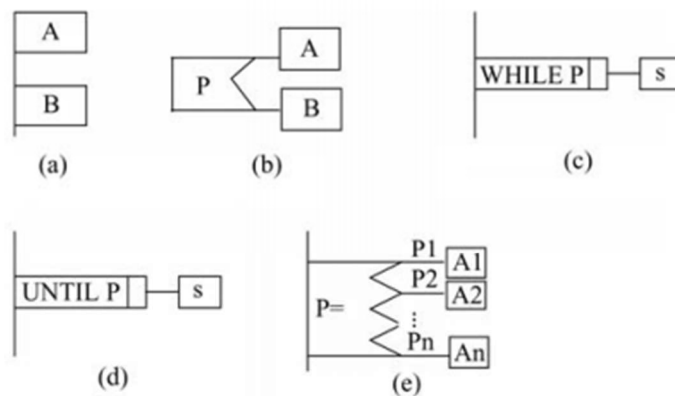 A
B
(a)
P
A
B
(b)
WHILE P
s
(c)
UNTIL P
s
(d)
P=
P1
A1
P2
A2
⋮
Pn
An
(e)